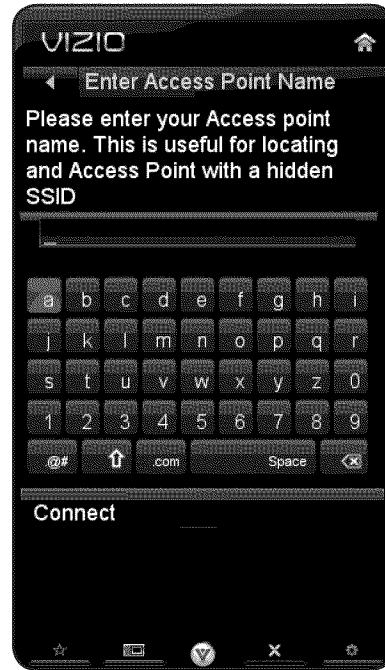 VIZIO
Enter Access Point Name
Please enter your Access point
name. This is useful for locating
and Access Point with a hidden
SSID
a b c d e f g h i
j k l m n o p q r
s t u v w x y z 0
1 2 3 4 5 6 7 8 9
@# .com Space
Connect
V